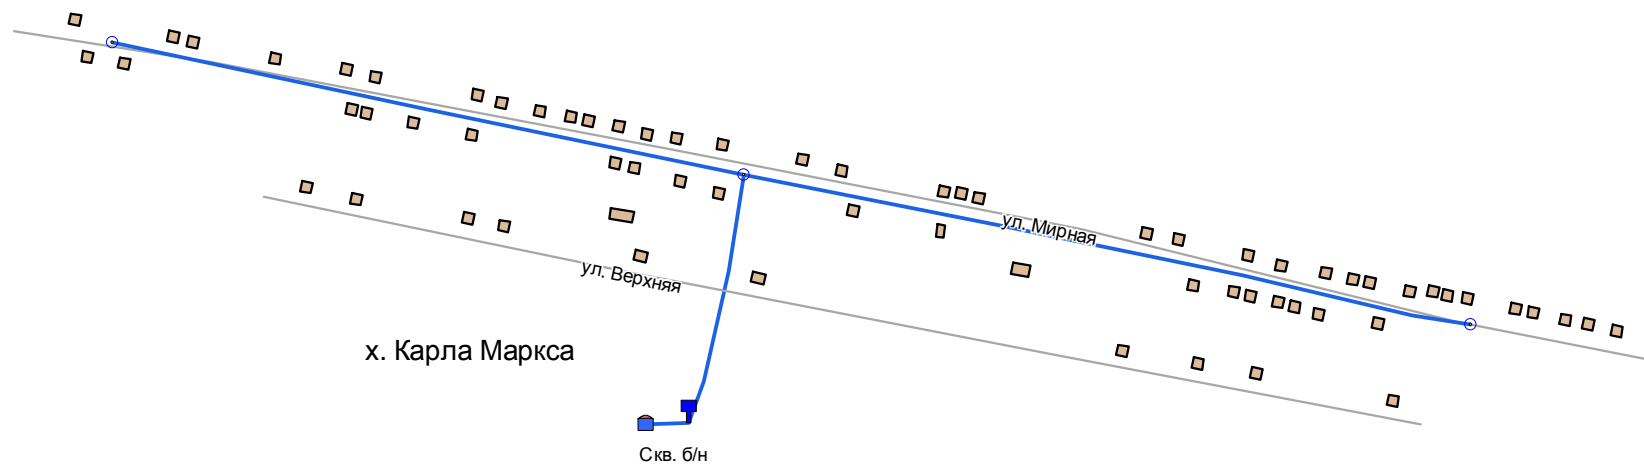 ул. Мирная
ул. Верхняя
х. Карла Маркса
Скв. б/н